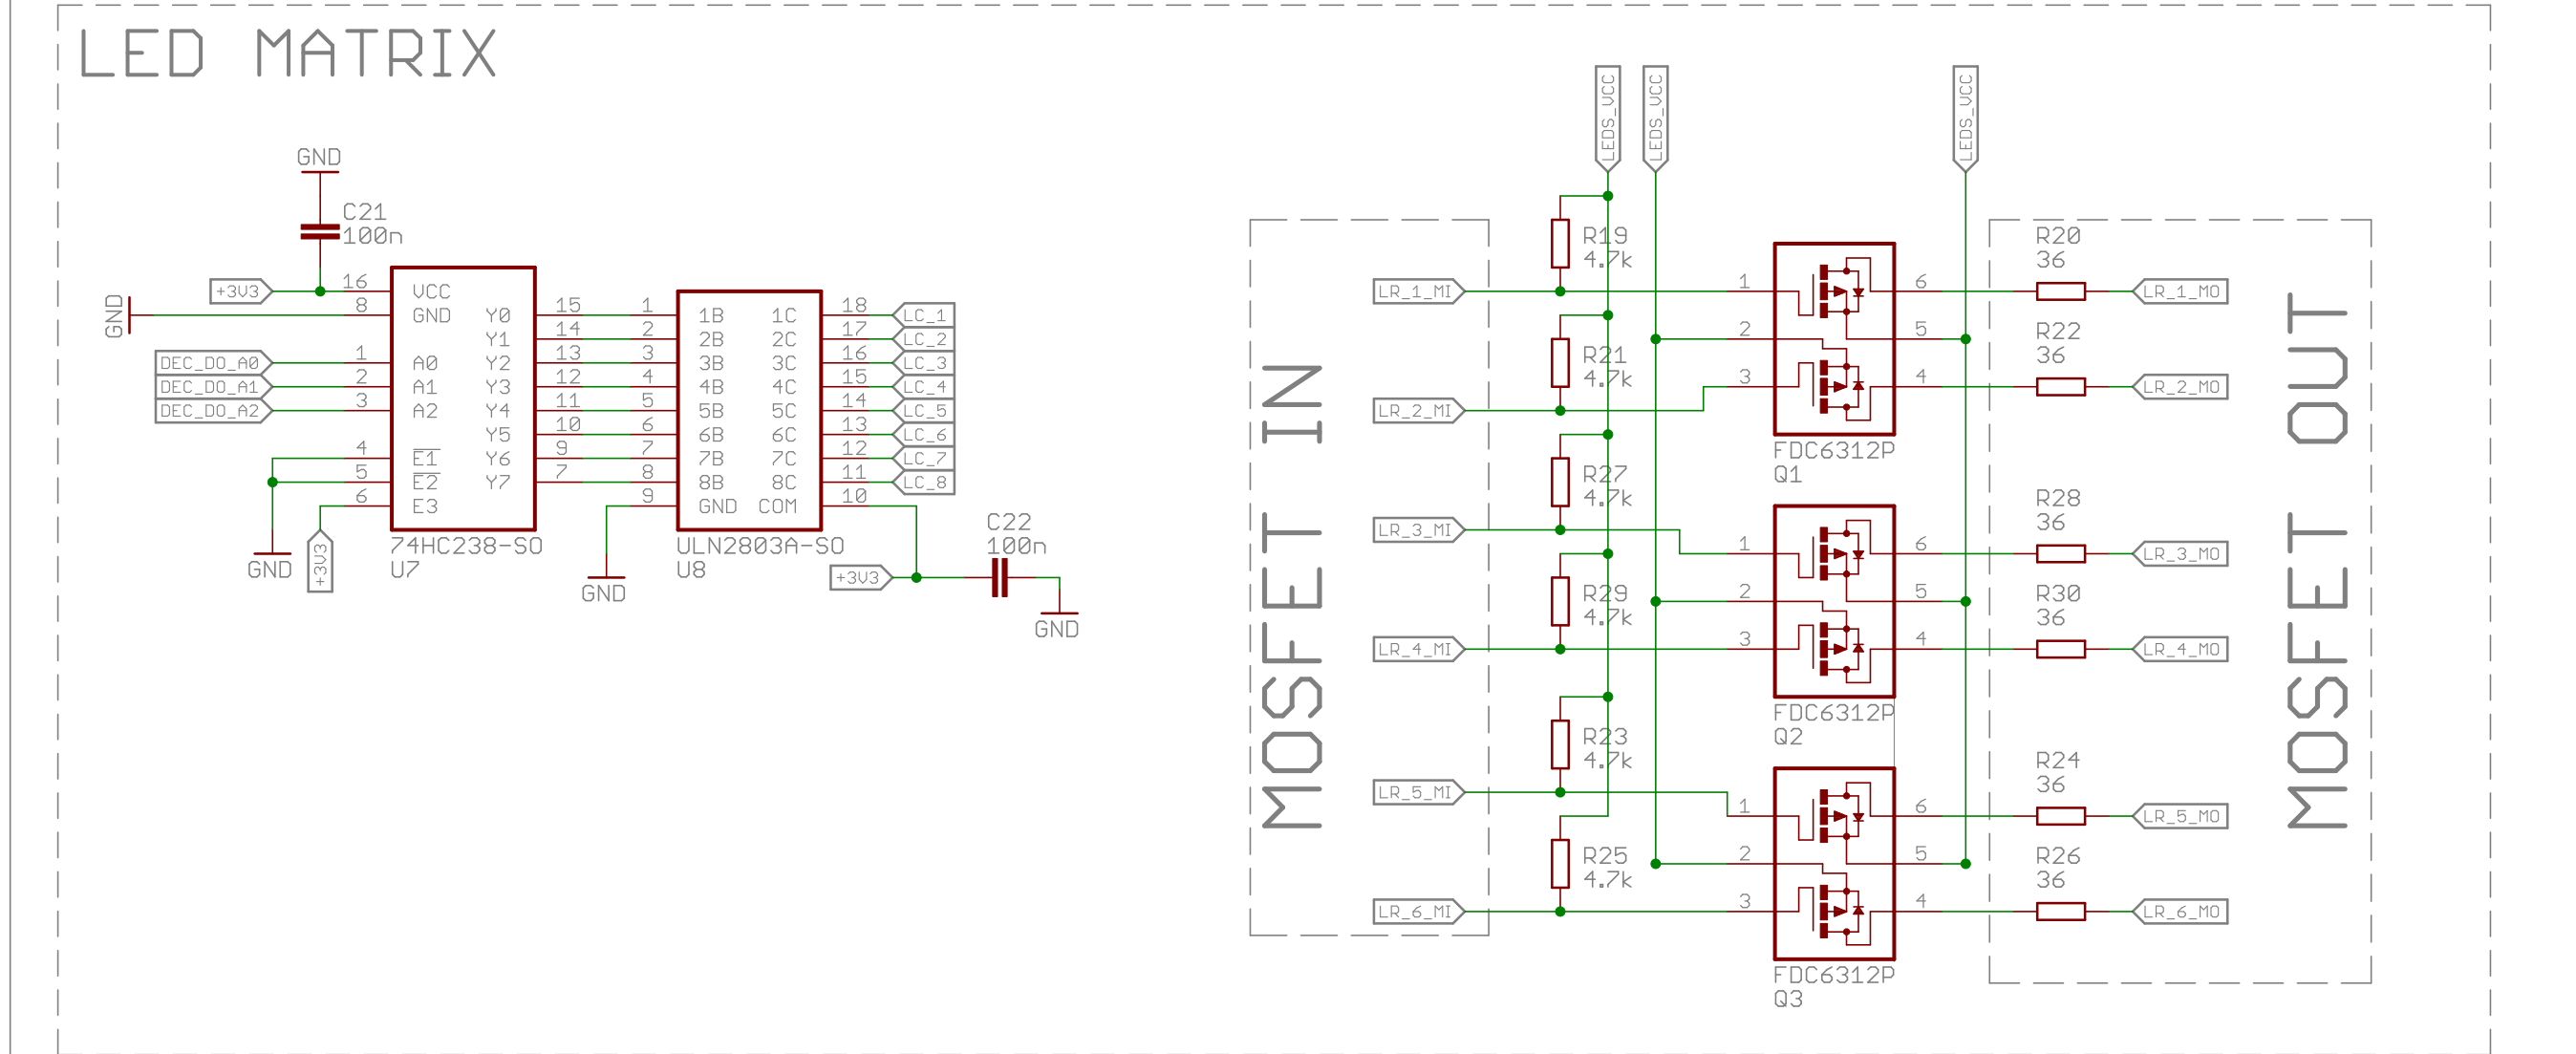 LED MATRIX
GND
C21
100n
+3V3
16
VCC
GND
8
GND
Y0
15
1
1B
1C
18
LC_1
Y1
14
2
2B
2C
17
LC_2
DEC_DO_A0
1
A0
Y2
13
3
3B
3C
16
LC_3
DEC_DO_A1
2
A1
Y3
12
4
4B
4C
15
LC_4
DEC_DO_A2
3
A2
Y4
11
5
5B
5C
14
LC_5
Y5
10
6
6B
6C
13
LC_6
4
E1
Y6
9
7
7B
7C
12
LC_7
5
E2
Y7
7
8
8B
8C
11
LC_8
6
E3
9
GND
COM
10
74HC238-SO
U7
ULN2803A-SO
U8
GND
+3V3
GND
+3V3
C22
100n
GND
MOSFET IN
LEDS_VCC
LEDS_VCC
LEDS_VCC
R19
4.7k
LR_1_MI
R21
4.7k
LR_2_MI
R27
4.7k
LR_3_MI
R29
4.7k
LR_4_MI
R23
4.7k
LR_5_MI
R25
4.7k
LR_6_MI
1
2
3
6
5
4
FDC6312P
Q1
1
2
3
6
5
4
FDC6312P
Q2
1
2
3
6
5
4
FDC6312P
Q3
R20
36
LR_1_MO
R22
36
LR_2_MO
R28
36
LR_3_MO
R30
36
LR_4_MO
R24
36
LR_5_MO
R26
36
LR_6_MO
MOSFET OUT